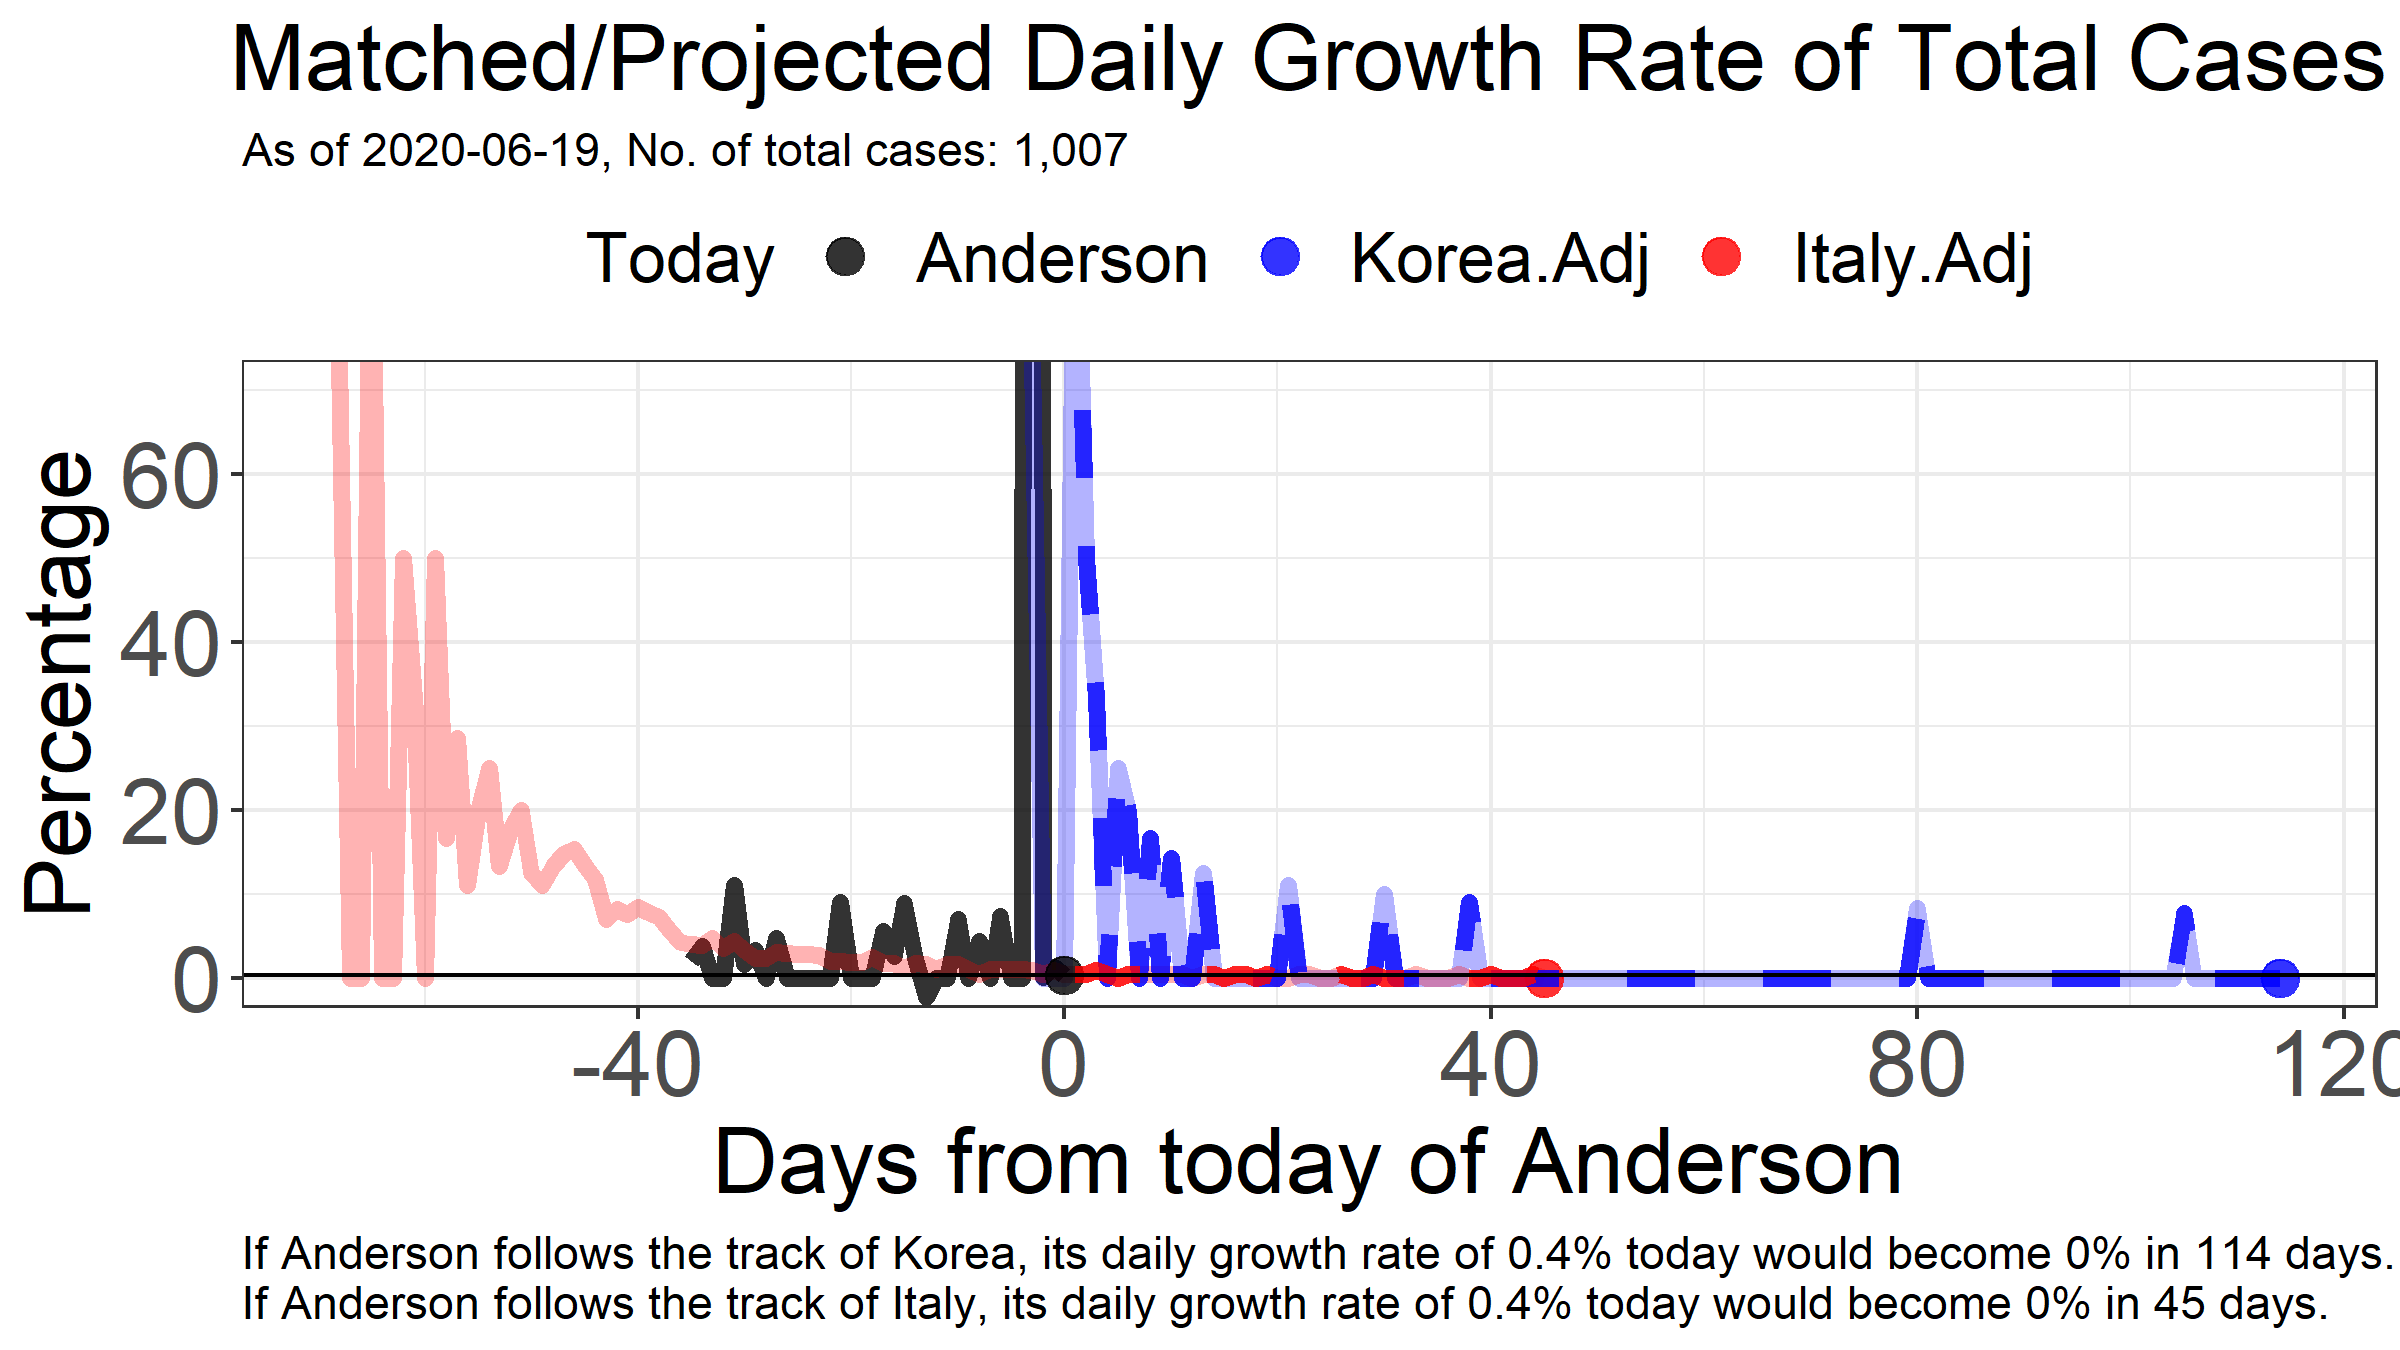 Matched/Projected Daily Growth Rate of Total Cases
As of 2020-06-19, No. of total cases: 1,007
Today Anderson Korea.Adj Italy.Adj
Percentage
60
40
20
0
-40 0 40 80 120
Days from today of Anderson
If Anderson follows the track of Korea, its daily growth rate of 0.4% today would become 0% in 114 days.
If Anderson follows the track of Italy, its daily growth rate of 0.4% today would become 0% in 45 days.